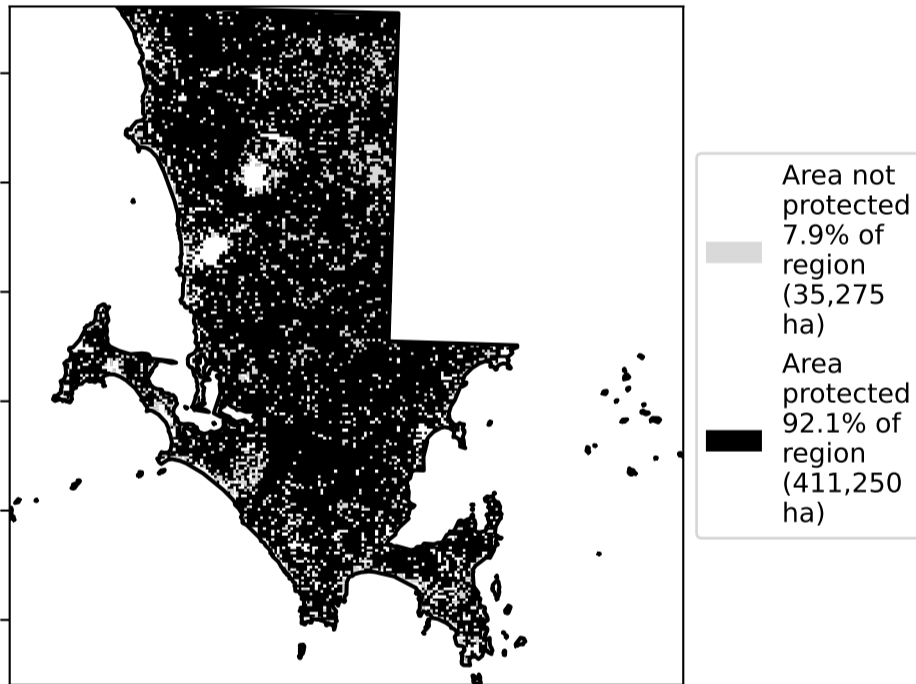 Area not
protected
7.9% of
region
(35,275
ha)
Area
protected
92.1% of
region
(411,250
ha)